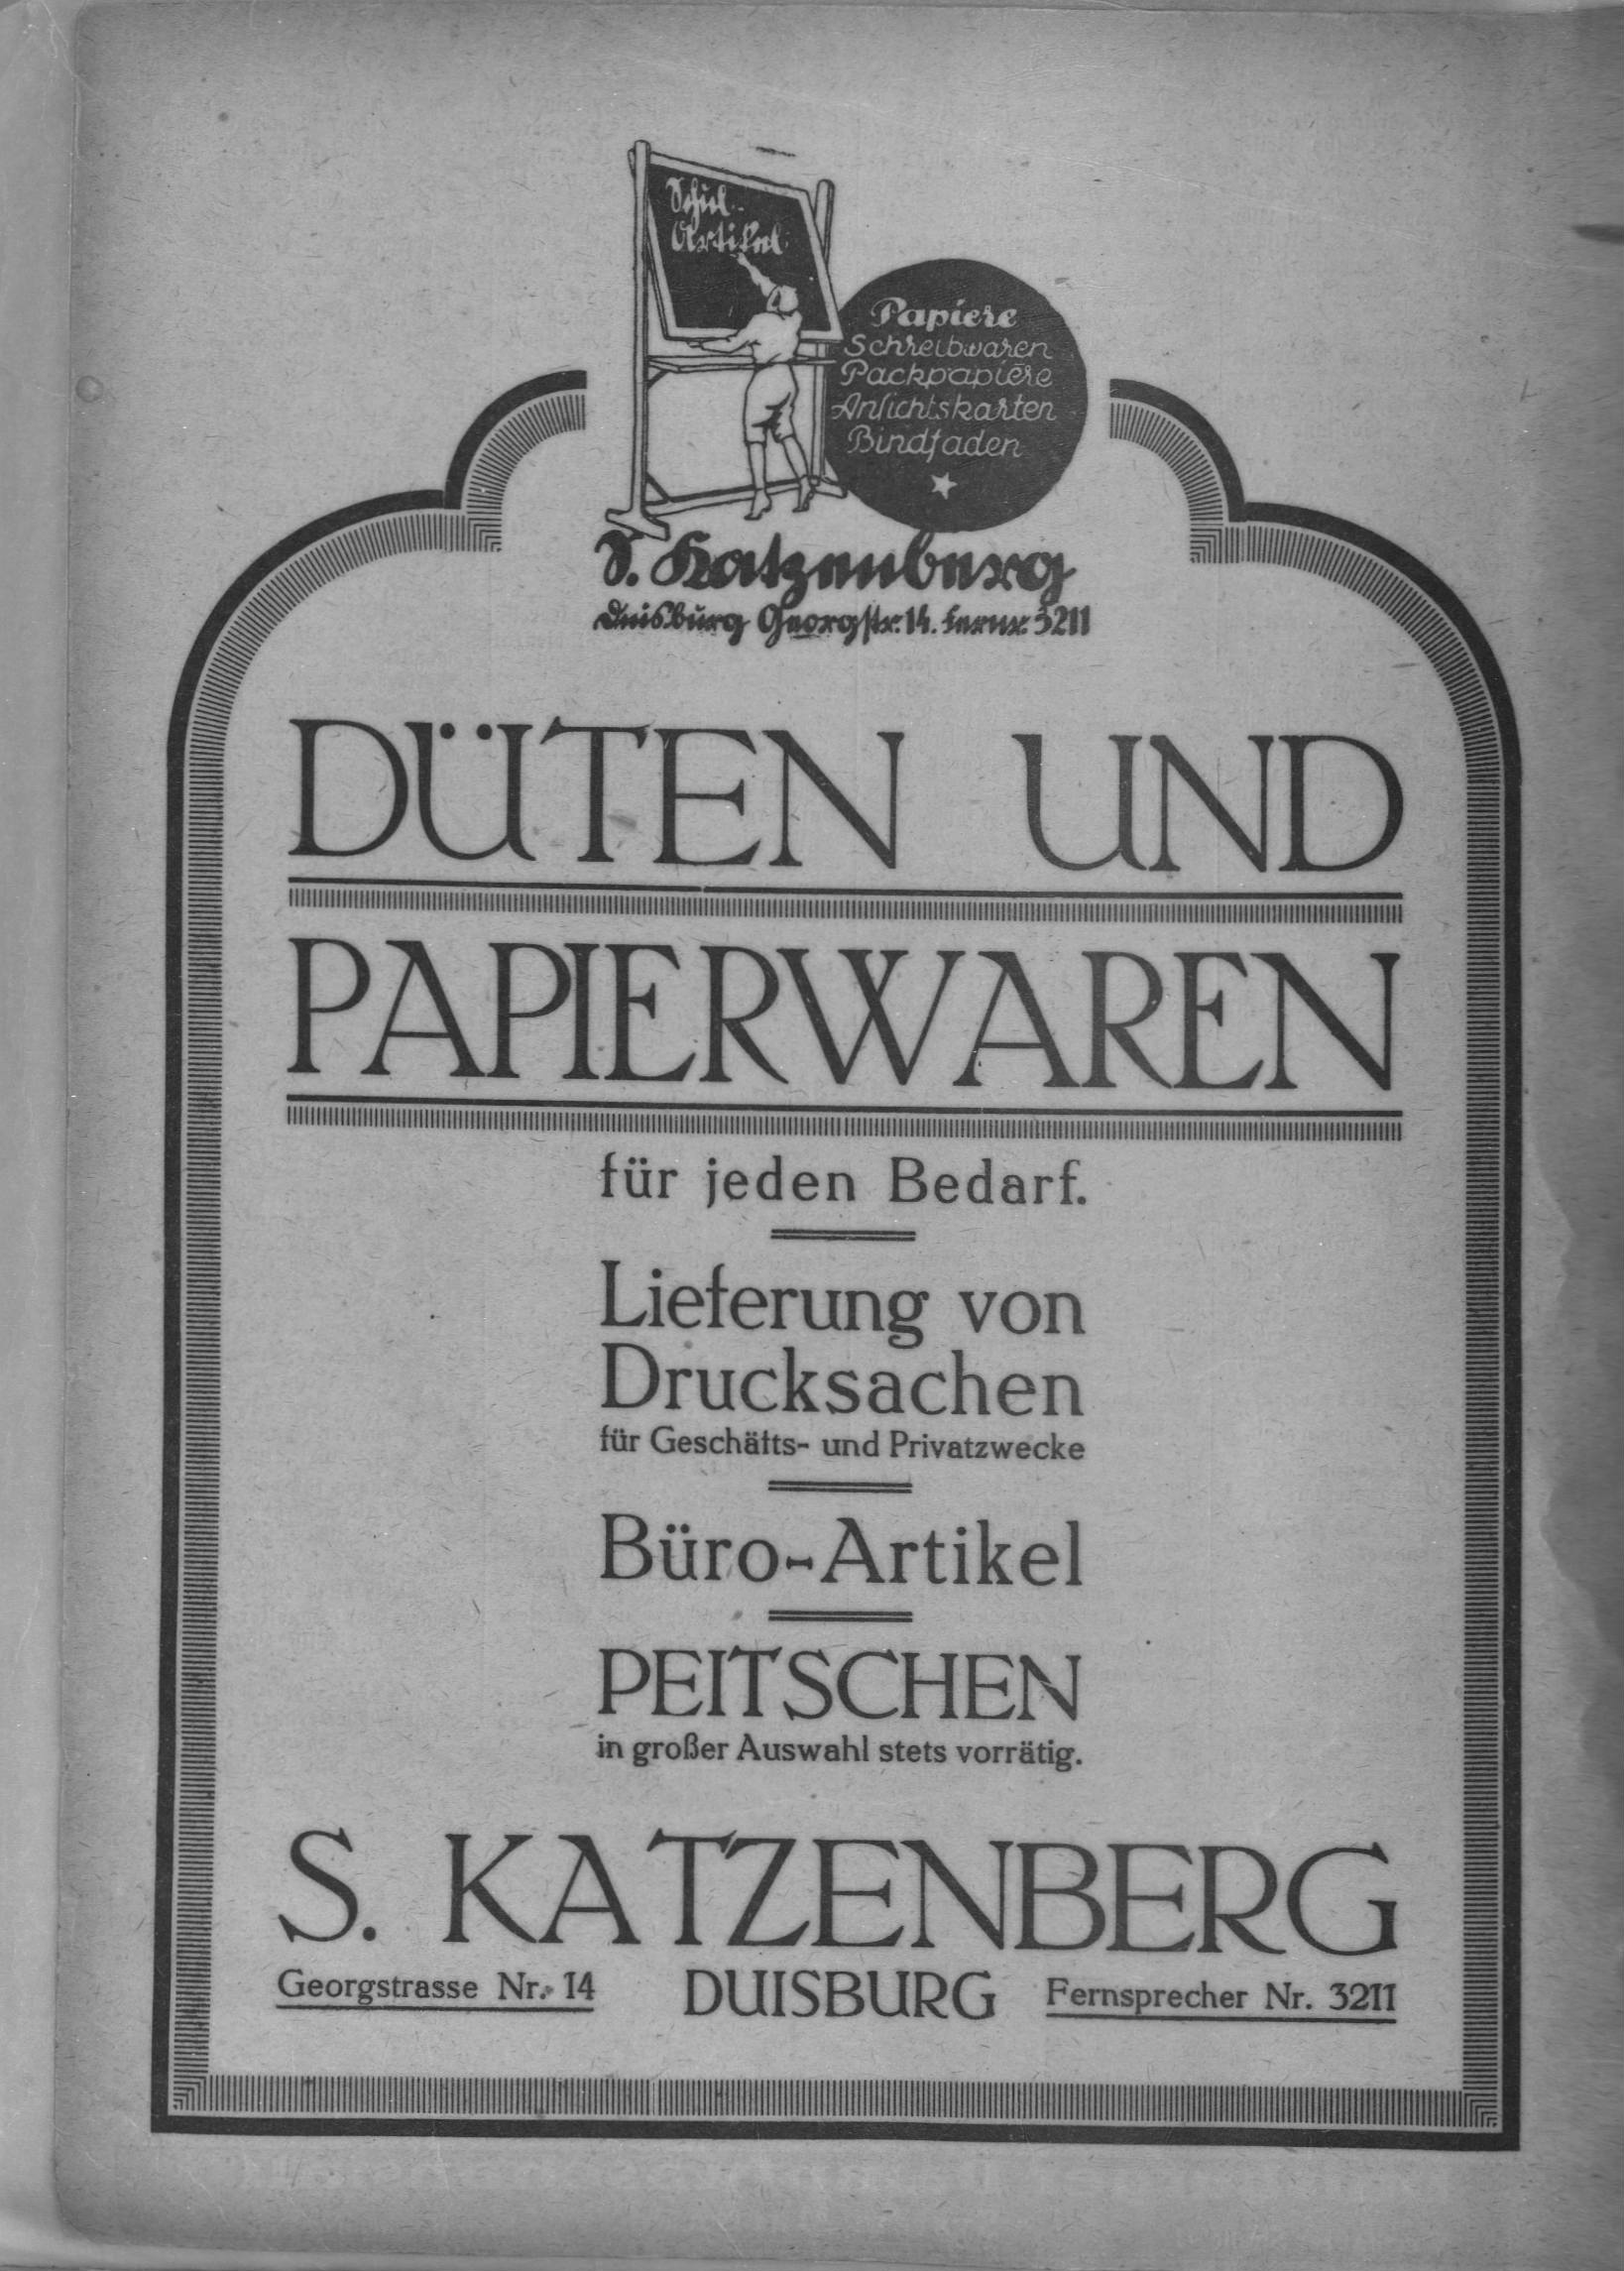 Schul-
Artikel
Papiere
Schreibwaren
Packpapiere
Ansichtskarten
Bindfaden
S. Katzenberg
Duisburg Georgstr. 14. Fernr. 3211
DÜTEN UND
PAPIERWAREN
für jeden Bedarf.
Lieferung von
Drucksachen
für Geschäfts- und Privatzwecke
Büro-Artikel
PEITSCHEN
in großer Auswahl stets vorrätig.
S. KATZENBERG
Georgstrasse Nr. 14 DUISBURG Fernsprecher Nr. 3211